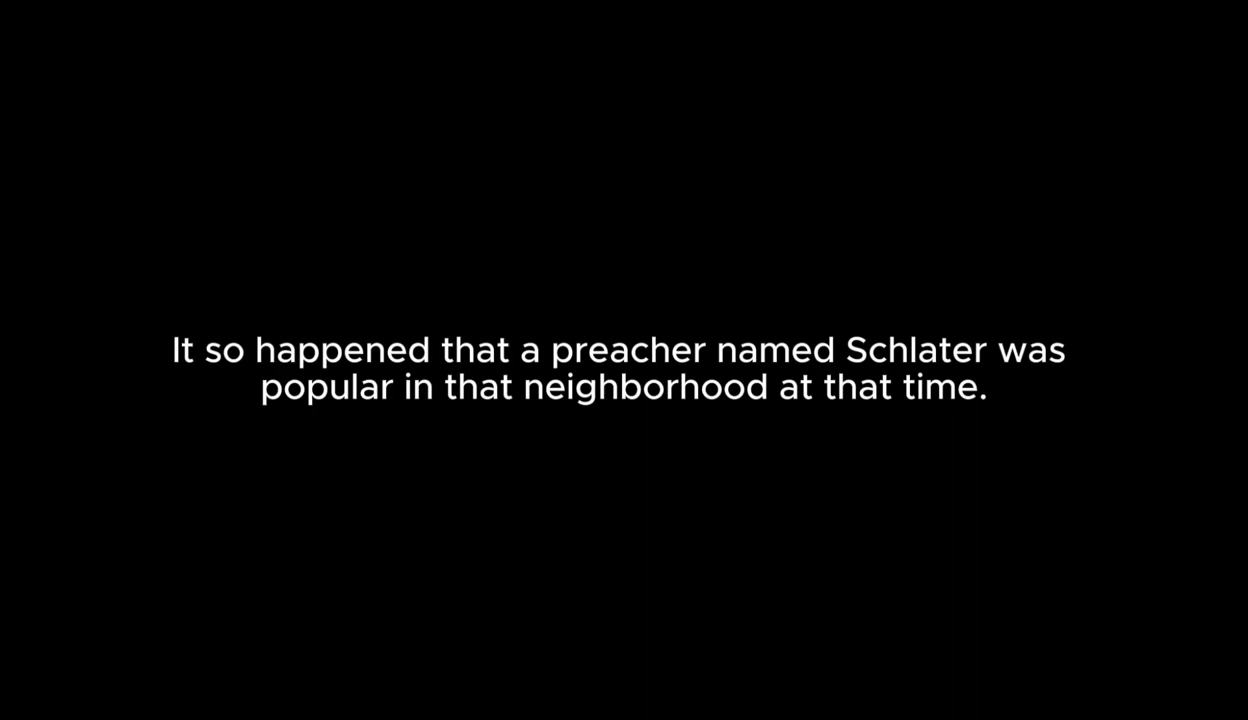 It so happened that a preacher named Schlater was
popular in that neighborhood at that time.